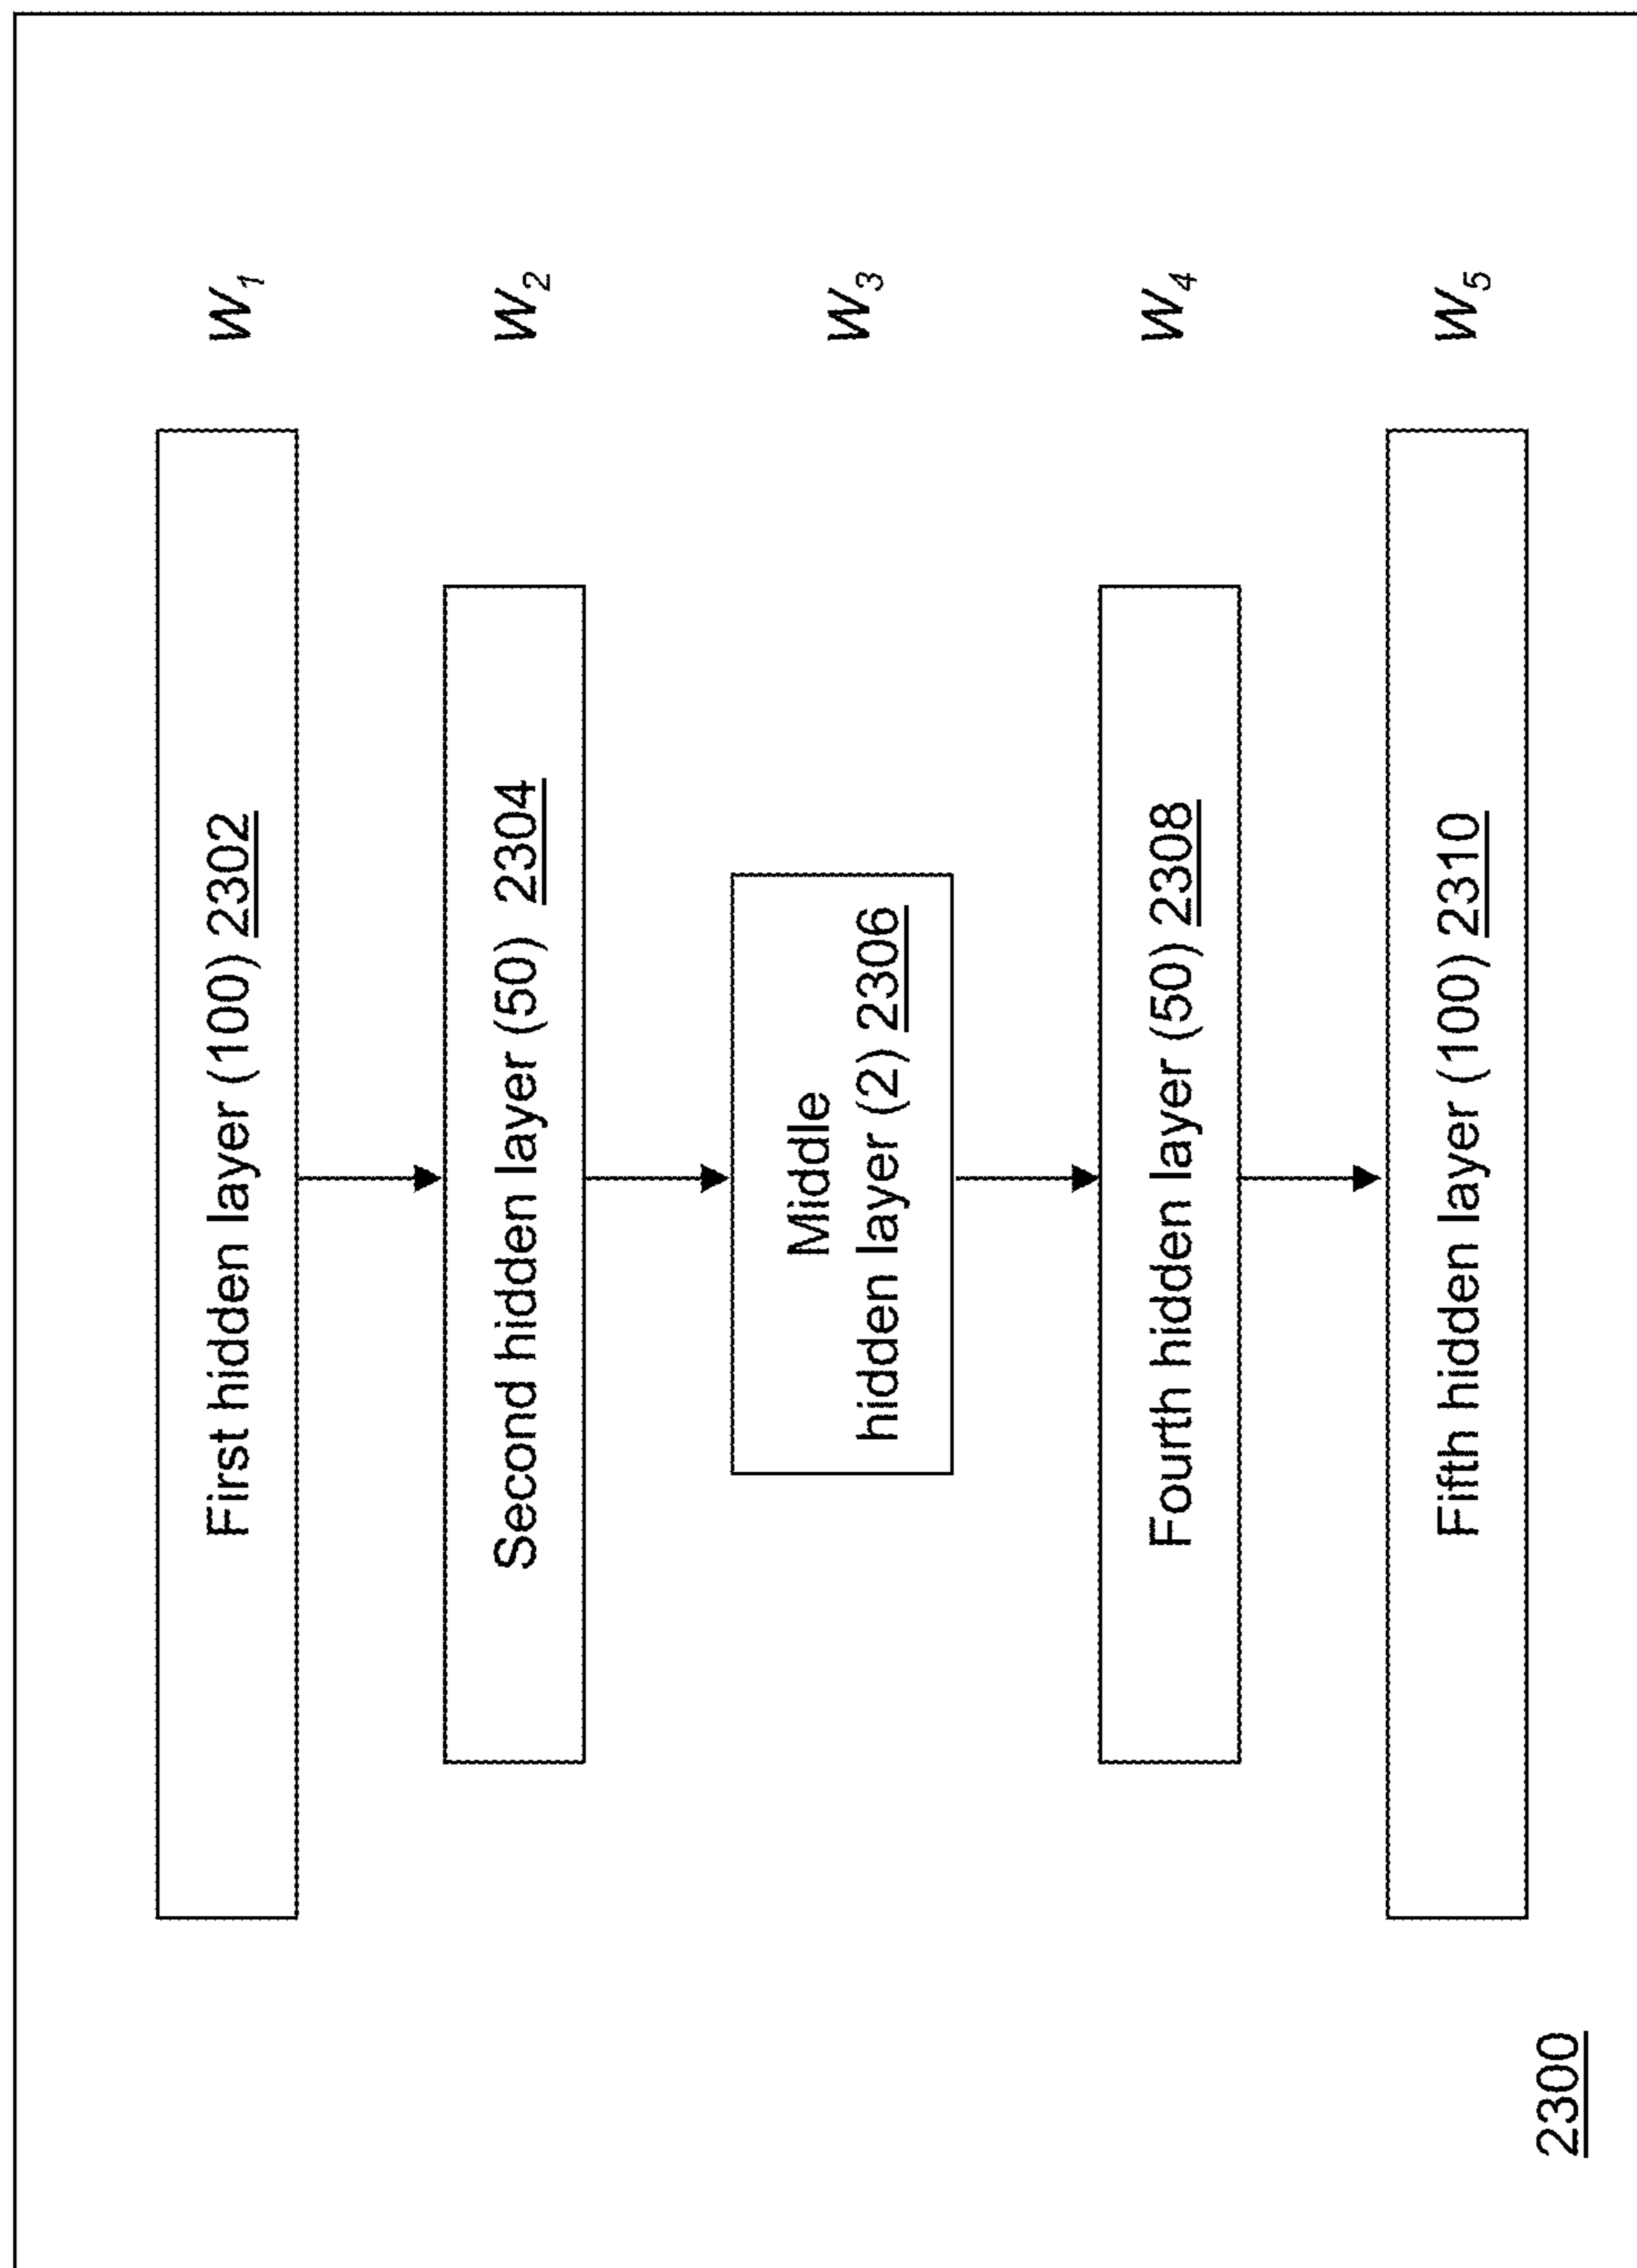 First hidden layer (100) 2302
W1
Second hidden layer (50) 2304
W2
Middle
hidden layer (2) 2306
W3
Fourth hidden layer (50) 2308
W4
Fifth hidden layer (100) 2310
W5
2300